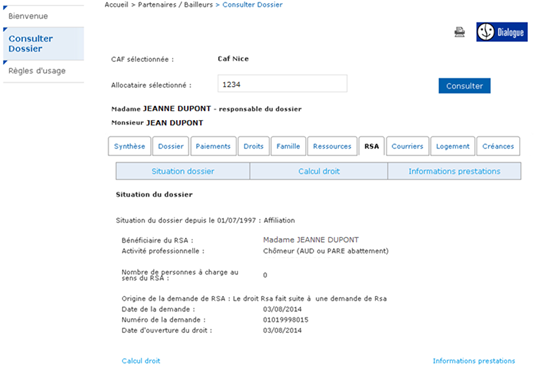 Accueil > Partenaires / Bailleurs > Consulter Dossier
Bienvenue
Consulter
Dossier
Règles d'usage
Dialogue
CAF sélectionnée : Caf Nice
Allocataire sélectionné : 1234 Consulter
Madame JEANNE DUPONT - responsable du dossier
Monsieur JEAN DUPONT
Synthèse Dossier Paiements Droits Famille Ressources RSA Courriers Logement Créances
Situation dossier Calcul droit Informations prestations
Situation du dossier
Situation du dossier depuis le 01/07/1997 : Affiliation
Bénéficiaire du RSA : Madame JEANNE DUPONT
Activité professionnelle : Chômeur (AUD ou PARE abattement)
Nombre de personnes à charge au
sens du RSA : 0
Origine de la demande de RSA : Le droit Rsa fait suite á une demande de Rsa
Date de la demande : 03/08/2014
Numéro de la demande : 01019998015
Date d'ouverture du droit : 03/08/2014
Calcul droit Informations prestations